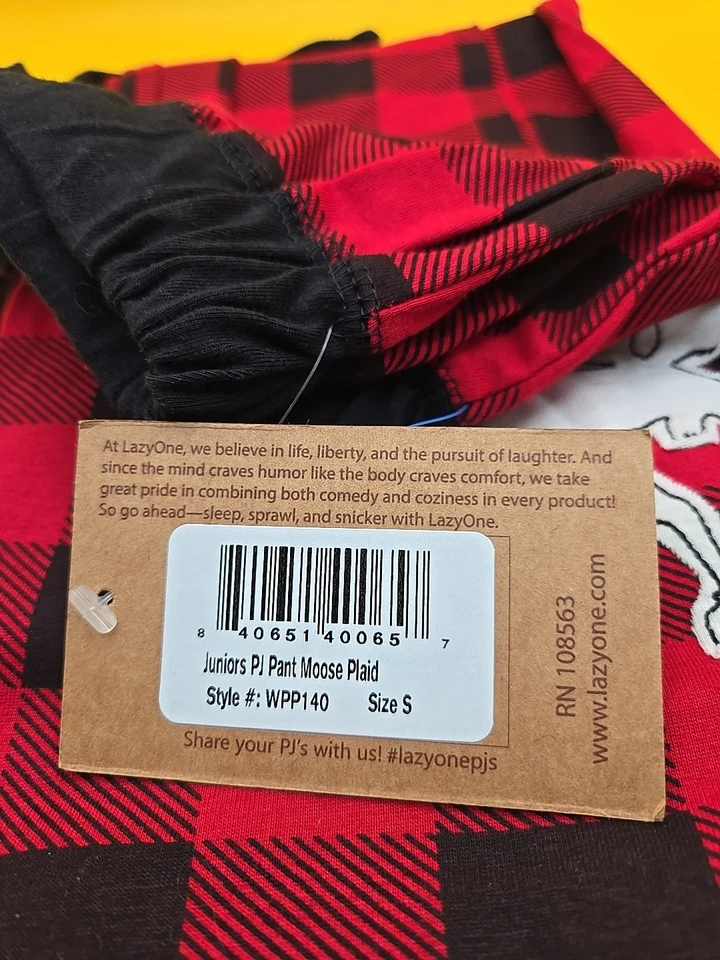 At LazyOne, we believe in life, liberty, and the pursuit of laughter. And
since the mind craves humor like the body craves comfort, we take
great pride in combining both comedy and coziness in every product!
So go ahead—sleep, sprawl, and snicker with LazyOne.
8 40651 40065 7
Juniors PJ Pant Moose Plaid
Style #: WPP140 Size S
Share your PJ's with us! #lazyonepjs
RN 108563
www.lazyone.com